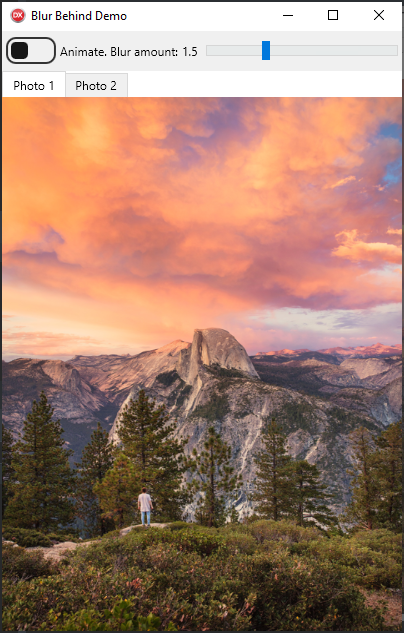 DX Blur Behind Demo
Animate. Blur amount: 1.5
Photo 1 Photo 2